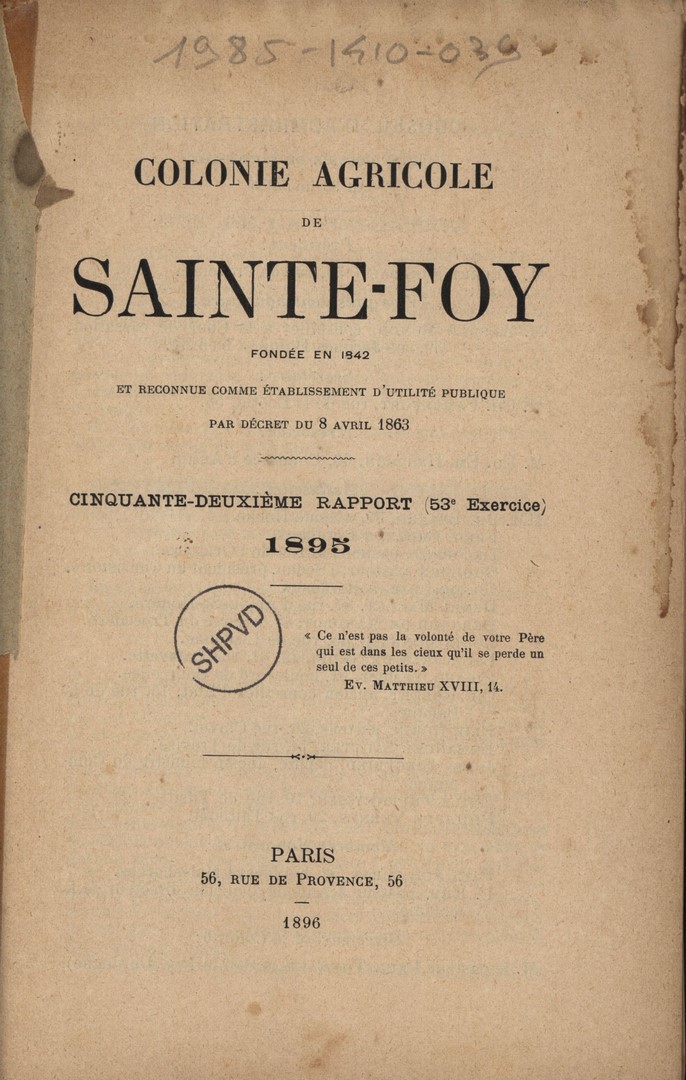 1985-1410-039
COLONIE AGRICOLE
DE
SAINTE-FOY
FONDÉE EN 1842
ET RECONNUE COMME ÉTABLISSEMENT D'UTILITÉ PUBLIQUE
PAR DÉCRET DU 8 AVRIL 1863
CINQUANTE-DEUXIÈME RAPPORT (53e Exercice)
1895
SHPVD
« Ce n'est pas la volonté de votre Père
qui est dans les cieux qu'il se perde un
seul de ces petits. »
Ev. Matthieu XVIII, 14.
PARIS
56, RUE DE PROVENCE, 56
1896